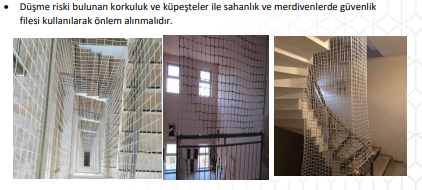 • Düşme riski bulunan korkuluk ve küpeşteler ile sahanlık ve merdivenlerde güvenlik
filesi kullanılarak önlem alınmalıdır.